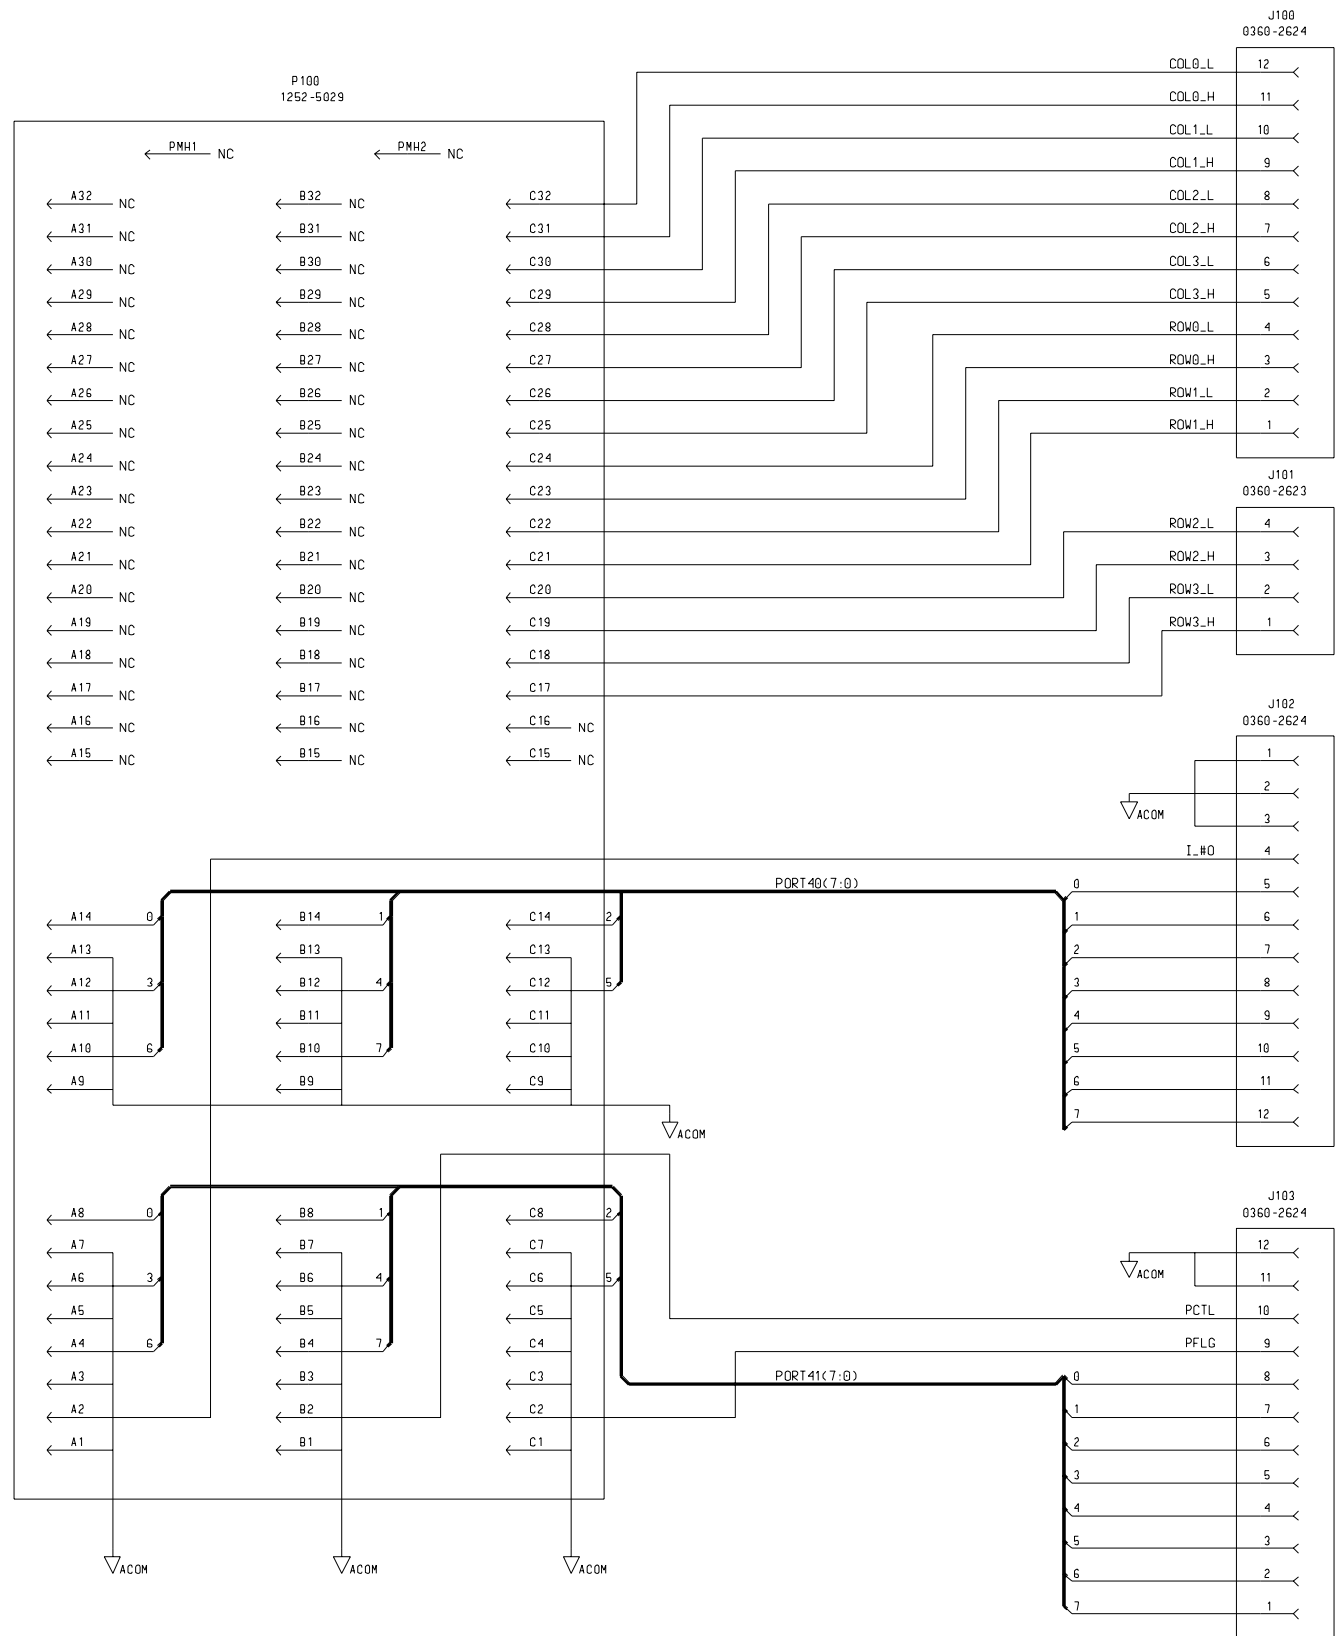 J100
0360-2624
COL0_L 12
P100
1252-5029
COL0_H 11
COL1_L 10
PMH1 NC PMH2 NC
COL1_H 9
A32 NC B32 NC C32 COL2_L 8
A31 NC B31 NC C31 COL2_H 7
A30 NC B30 NC C30 COL3_L 6
A29 NC B29 NC C29 COL3_H 5
A28 NC B28 NC C28 ROW0_L 4
A27 NC B27 NC C27 ROW0_H 3
A26 NC B26 NC C26 ROW1_L 2
A25 NC B25 NC C25 ROW1_H 1
A24 NC B24 NC C24
J101
0360-2623
A23 NC B23 NC C23
A22 NC B22 NC C22 ROW2_L 4
A21 NC B21 NC C21 ROW2_H 3
A20 NC B20 NC C20 ROW3_L 2
A19 NC B19 NC C19 ROW3_H 1
A18 NC B18 NC C18
A17 NC B17 NC C17
J102
0360-2624
A16 NC B16 NC C16 NC
A15 NC B15 NC C15 NC 1
2
ACOM
3
I_#O 4
PORT40(7:0) 0 5
A14 0 B14 1 C14 2 1 6
A13 B13 C13 2 7
A12 3 B12 4 C12 5 3 8
A11 B11 C11 4 9
A10 6 B10 7 C10 5 10
A9 B9 C9 6 11
7 12
ACOM
J103
0360-2624
A8 0 B8 1 C8 2
A7 B7 C7 12
ACOM
A6 3 B6 4 C6 5 11
A5 B5 C5 PCTL 10
A4 6 B4 7 C4 PFLG 9
A3 B3 C3 PORT41(7:0) 0 8
A2 B2 C2 1 7
A1 B1 C1 2 6
3 5
4 4
5 3
ACOM ACOM ACOM
6 2
7 1